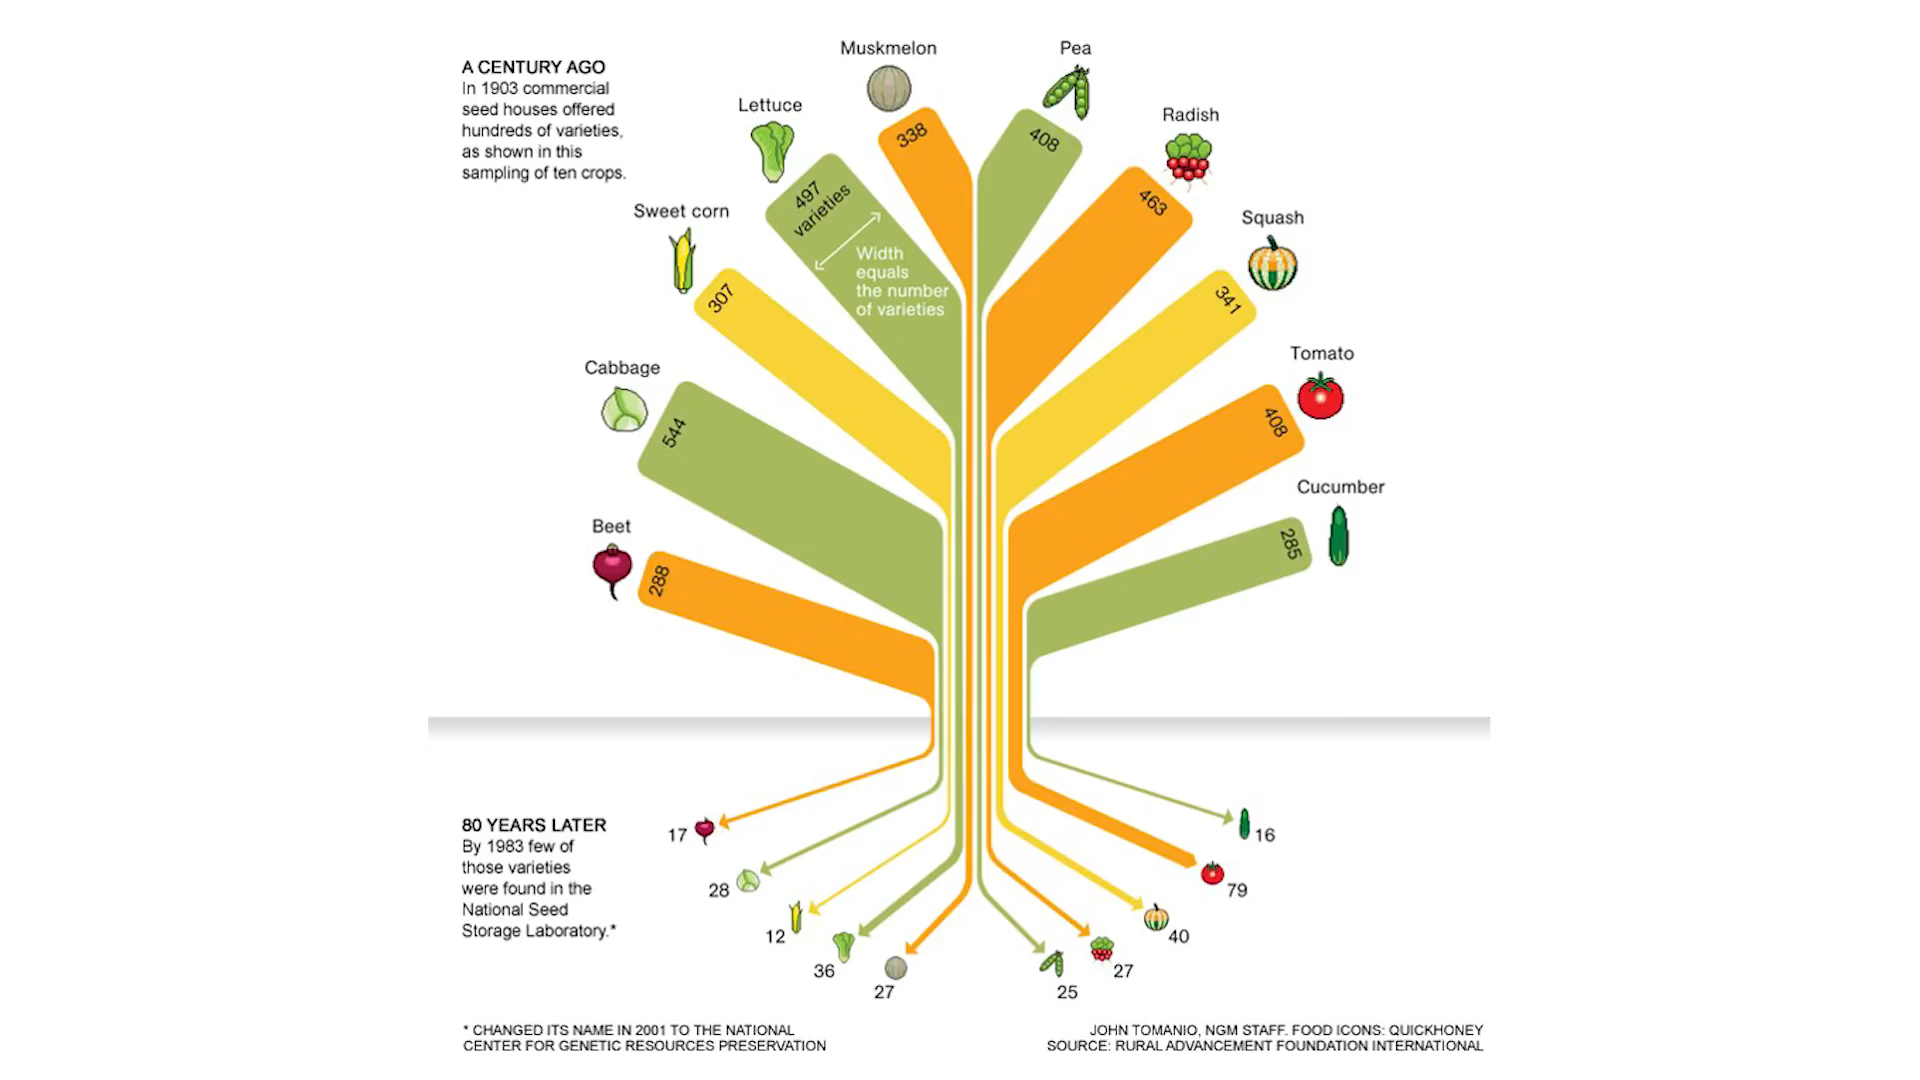 A CENTURY AGO
In 1903 commercial
seed houses offered
hundreds of varieties,
as shown in this
sampling of ten crops.
Muskmelon
338
Pea
408
Lettuce
497
varieties
Width
equals
the number
of varieties
Radish
463
Sweet corn
307
Squash
341
Cabbage
544
Tomato
408
Beet
288
Cucumber
285
80 YEARS LATER
By 1983 few of
those varieties
were found in the
National Seed
Storage Laboratory.*
17
28
12
36
27
25
27
40
79
16
* CHANGED ITS NAME IN 2001 TO THE NATIONAL
CENTER FOR GENETIC RESOURCES PRESERVATION
JOHN TOMANIO, NGM STAFF. FOOD ICONS: QUICKHONEY
SOURCE: RURAL ADVANCEMENT FOUNDATION INTERNATIONAL